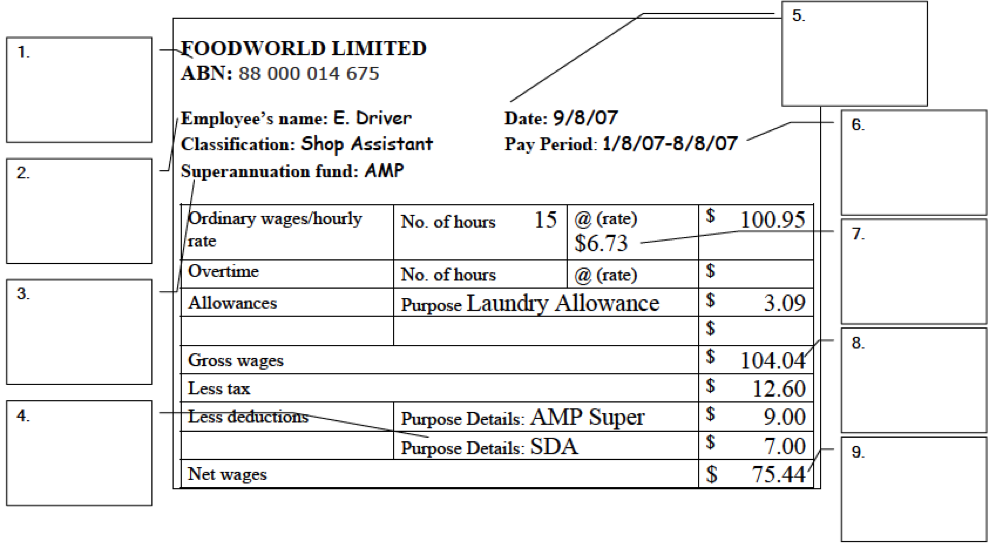 5.
1.
FOODWORLD LIMITED
ABN: 88 000 014 675
Employee's name: E. Driver Date: 9/8/07
6.
Classification: Shop Assistant Pay Period: 1/8/07-8/8/07
2.
Superannuation fund: AMP
Ordinary wages/hourly rate No. of hours 15 @ (rate) $6.73 $ 100.95
7.
Overtime No. of hours @ (rate) $
3.
Allowances Purpose Laundry Allowance $ 3.09
$
8.
Gross wages $ 104.04
Less tax $ 12.60
4.
Less deductions Purpose Details: AMP Super $ 9.00
Purpose Details: SDA $ 7.00
9.
Net wages $ 75.44